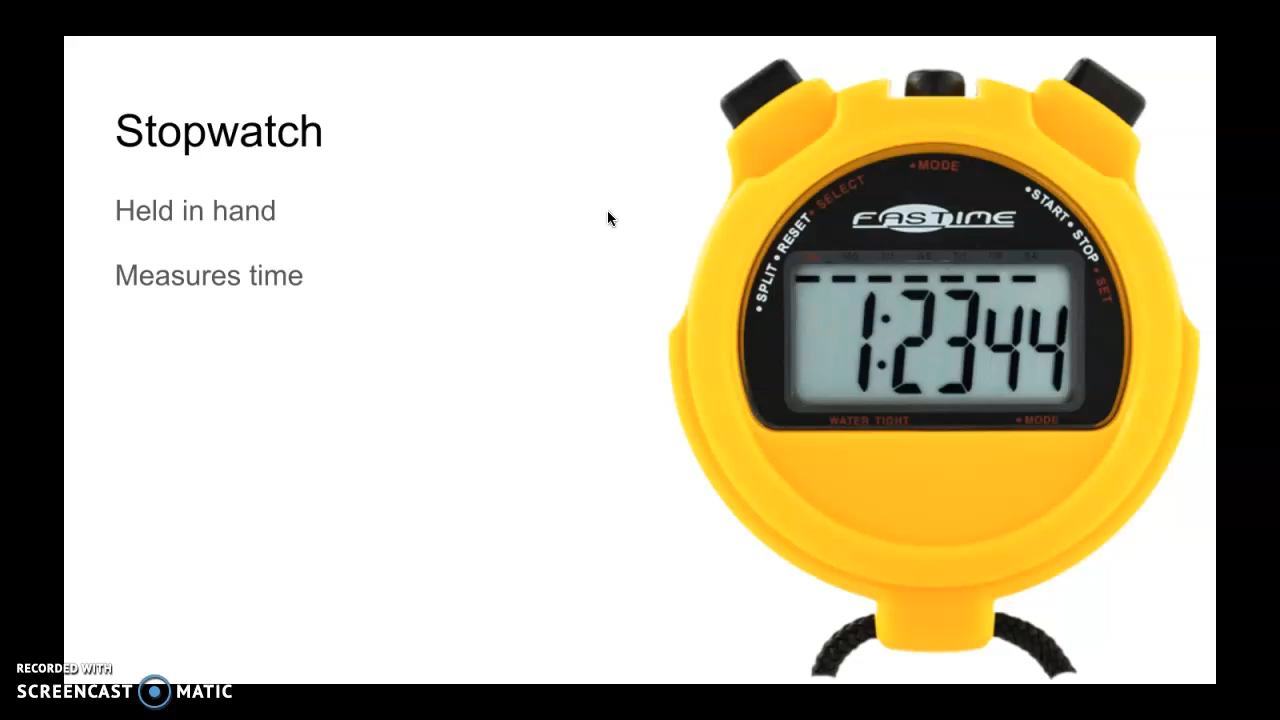 Stopwatch
Held in hand
Measures time
•MODE
•SPLIT•RESET•SELECT
•START•STOP•SET
FASTIME
1:2344
WATER TIGHT
•MODE
RECORDED WITH
SCREENCAST MATIC